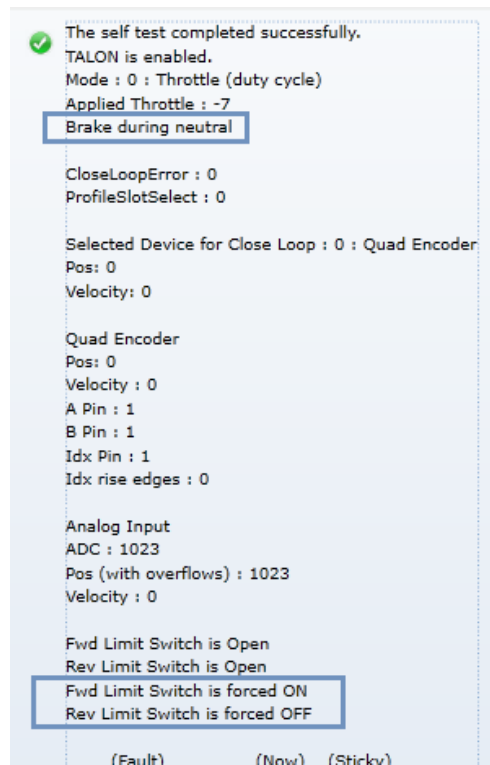 The self test completed successfully.
TALON is enabled.
Mode : 0 : Throttle (duty cycle)
Applied Throttle : -7
Brake during neutral
CloseLoopError : 0
ProfileSlotSelect : 0
Selected Device for Close Loop : 0 : Quad Encoder
Pos: 0
Velocity: 0
Quad Encoder
Pos: 0
Velocity : 0
A Pin : 1
B Pin : 1
Idx Pin : 1
Idx rise edges : 0
Analog Input
ADC : 1023
Pos (with overflows) : 1023
Velocity : 0
Fwd Limit Switch is Open
Rev Limit Switch is Open
Fwd Limit Switch is forced ON
Rev Limit Switch is forced OFF
(Fault) (Now) (Sticky)